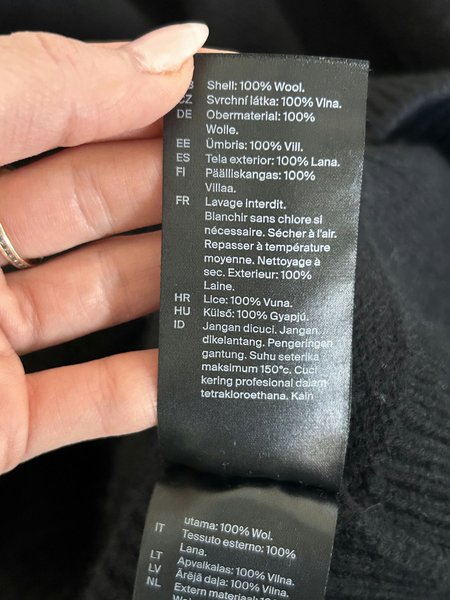 B Shell: 100% Wool.
CZ Svrchní látka: 100% Vlna.
DE Obermaterial: 100%
Wolle.
EE Ümbris: 100% Vill.
ES Tela exterior: 100% Lana.
FI Päälliskangas: 100%
Villaa.
FR Lavage interdit.
Blanchir sans chlore si
nécessaire. Sécher à l'air.
Repasser à température
moyenne. Nettoyage à
sec. Exterieur: 100%
Laine.
HR Lice: 100% Vuna.
HU Külső: 100% Gyapjú.
ID Jangan dicuci. Jangan
dikelantang. Pengeringan
gantung. Suhu seterika
maksimum 150°c. Cuci
kering profesional dalam
tetrakloroethana. Kain
utama: 100% Wol.
IT Tessuto esterno: 100%
Lana.
LT Apvalkalas: 100% Vilna.
LV Ārējā daļa: 100% Vilna.
NL Extern materiaal: 100%